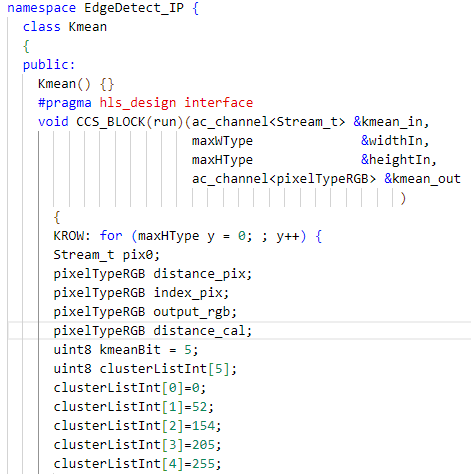 namespace EdgeDetect_IP {
class Kmean
{
public:
Kmean() {}
#pragma hls_design interface
void CCS_BLOCK(run)(ac_channel<Stream_t> &kmean_in,
maxWType &widthIn,
maxHType &heightIn,
ac_channel<pixelTypeRGB> &kmean_out
)
{
KROW: for (maxHType y = 0; ; y++) {
Stream_t pix0;
pixelTypeRGB distance_pix;
pixelTypeRGB index_pix;
pixelTypeRGB output_rgb;
pixelTypeRGB distance_cal;
uint8 kmeanBit = 5;
uint8 clusterListInt[5];
clusterListInt[0]=0;
clusterListInt[1]=52;
clusterListInt[2]=154;
clusterListInt[3]=205;
clusterListInt[4]=255;